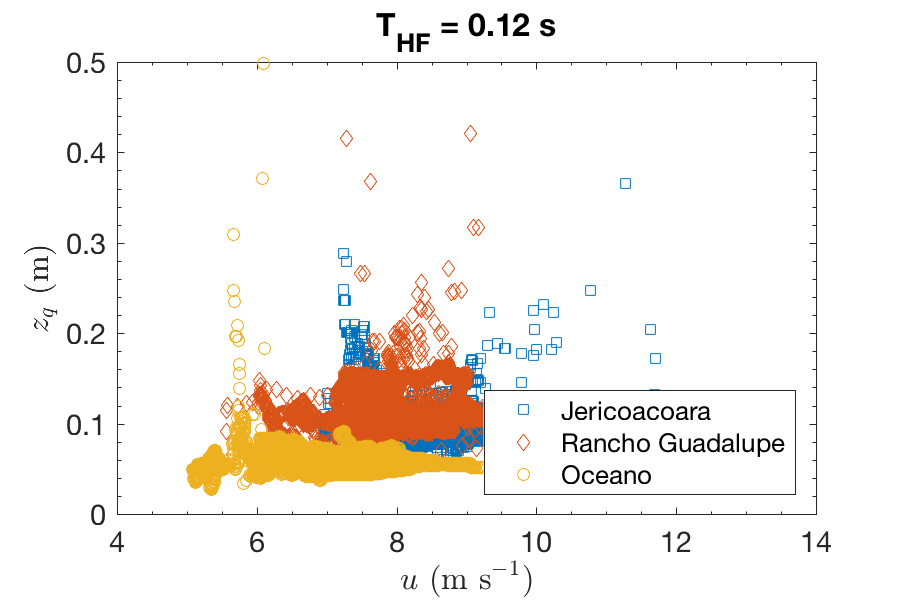 T_HF = 0.12 s
0.5
0.4
0.3
0.2
0.1
0
z_q (m)
4 6 8 10 12 14
u (m s^−1)
Jericoacoara
Rancho Guadalupe
Oceano